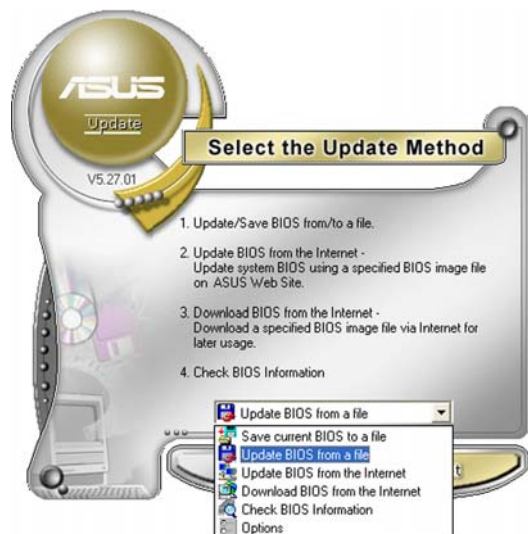 ASUS
Update
V5.27.01
Select the Update Method
1. Update/Save BIOS from/to a file.
2. Update BIOS from the Internet -
Update system BIOS using a specified BIOS image file
on ASUS Web Site.
3. Download BIOS from the Internet -
Download a specified BIOS image file via Internet for
later usage.
4. Check BIOS Information
Update BIOS from a file
Save current BIOS to a file
Update BIOS from a file
Update BIOS from the Internet
Download BIOS from the Internet
Check BIOS Information
Options